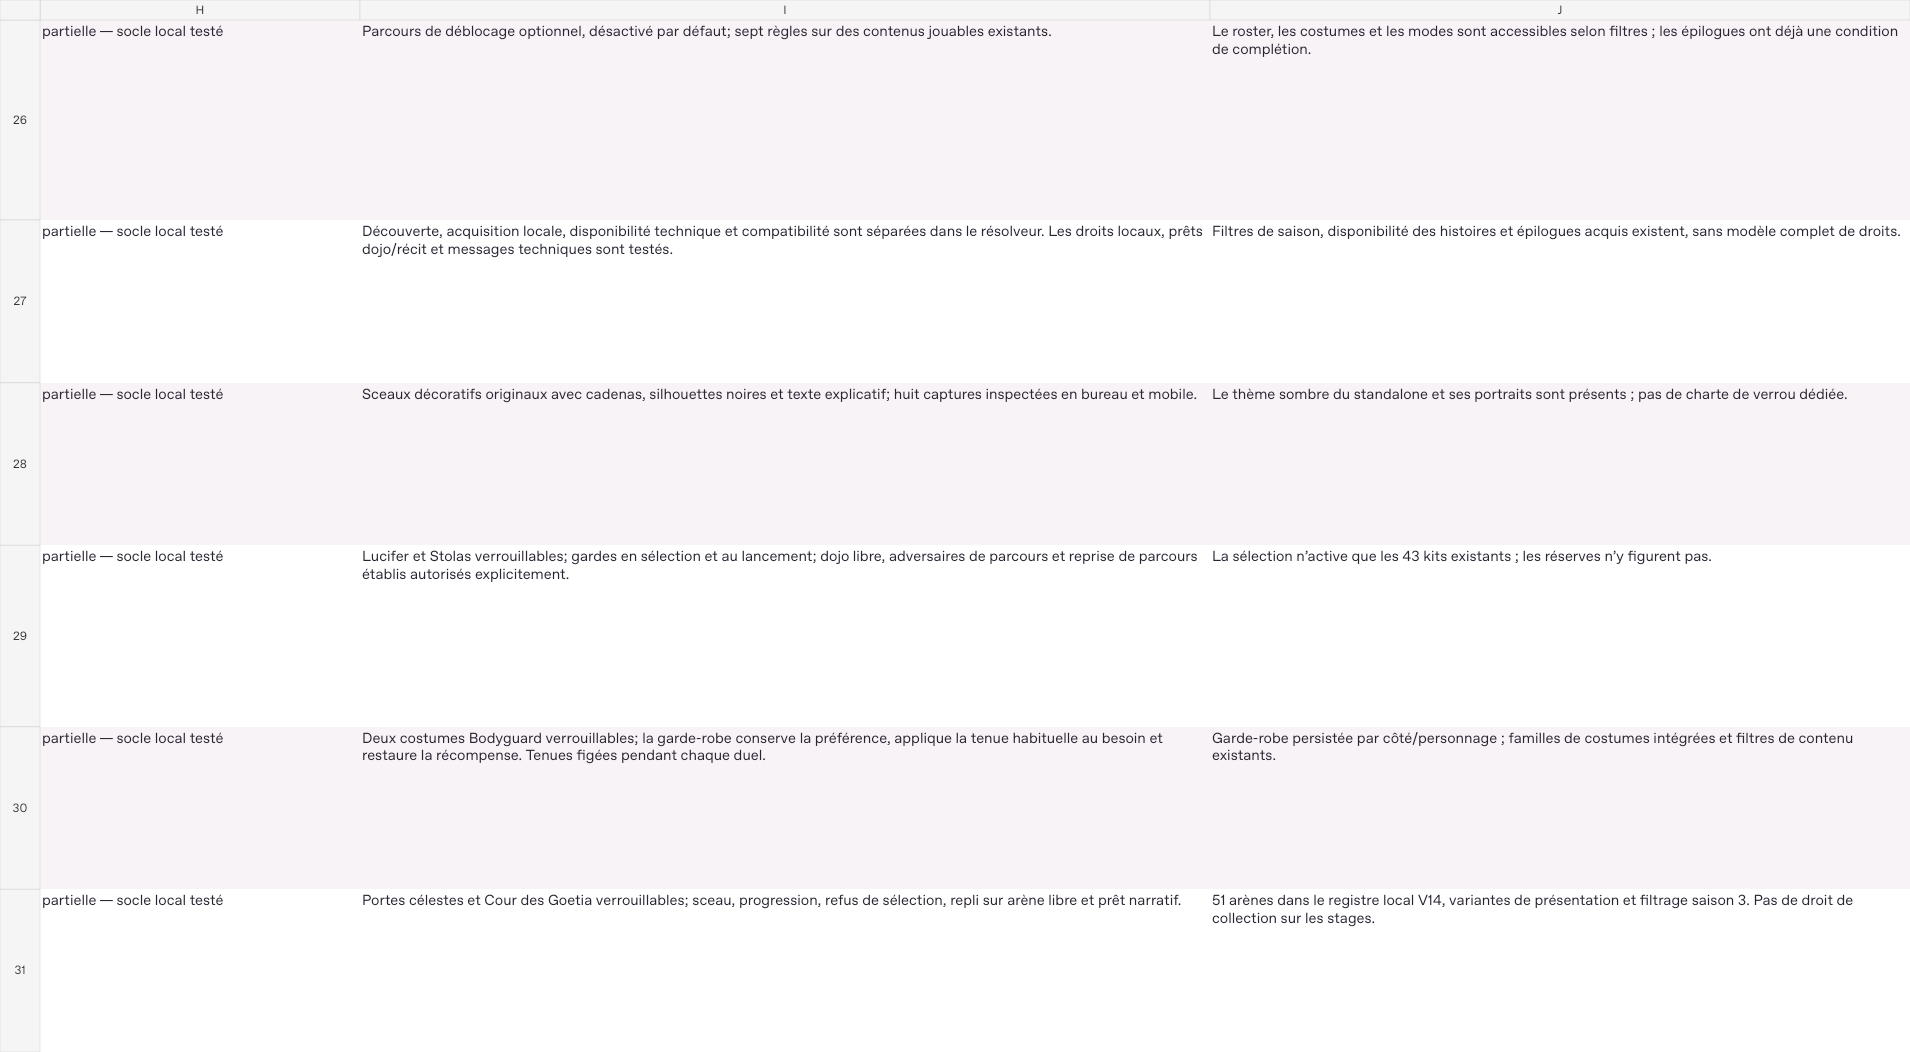 H I J
26
partielle — socle local testé
Parcours de déblocage optionnel, désactivé par défaut; sept règles sur des contenus jouables existants.
Le roster, les costumes et les modes sont accessibles selon filtres ; les épilogues ont déjà une condition
de complétion.
27
partielle — socle local testé
Découverte, acquisition locale, disponibilité technique et compatibilité sont séparées dans le résolveur. Les droits locaux, prêts
dojo/récit et messages techniques sont testés.
Filtres de saison, disponibilité des histoires et épilogues acquis existent, sans modèle complet de droits.
28
partielle — socle local testé
Sceaux décoratifs originaux avec cadenas, silhouettes noires et texte explicatif; huit captures inspectées en bureau et mobile.
Le thème sombre du standalone et ses portraits sont présents ; pas de charte de verrou dédiée.
29
partielle — socle local testé
Lucifer et Stolas verrouillables; gardes en sélection et au lancement; dojo libre, adversaires de parcours et reprise de parcours
établis autorisés explicitement.
La sélection n’active que les 43 kits existants ; les réserves n’y figurent pas.
30
partielle — socle local testé
Deux costumes Bodyguard verrouillables; la garde-robe conserve la préférence, applique la tenue habituelle au besoin et
restaure la récompense. Tenues figées pendant chaque duel.
Garde-robe persistée par côté/personnage ; familles de costumes intégrées et filtres de contenu
existants.
31
partielle — socle local testé
Portes célestes et Cour des Goetia verrouillables; sceau, progression, refus de sélection, repli sur arène libre et prêt narratif.
51 arènes dans le registre local V14, variantes de présentation et filtrage saison 3. Pas de droit de
collection sur les stages.